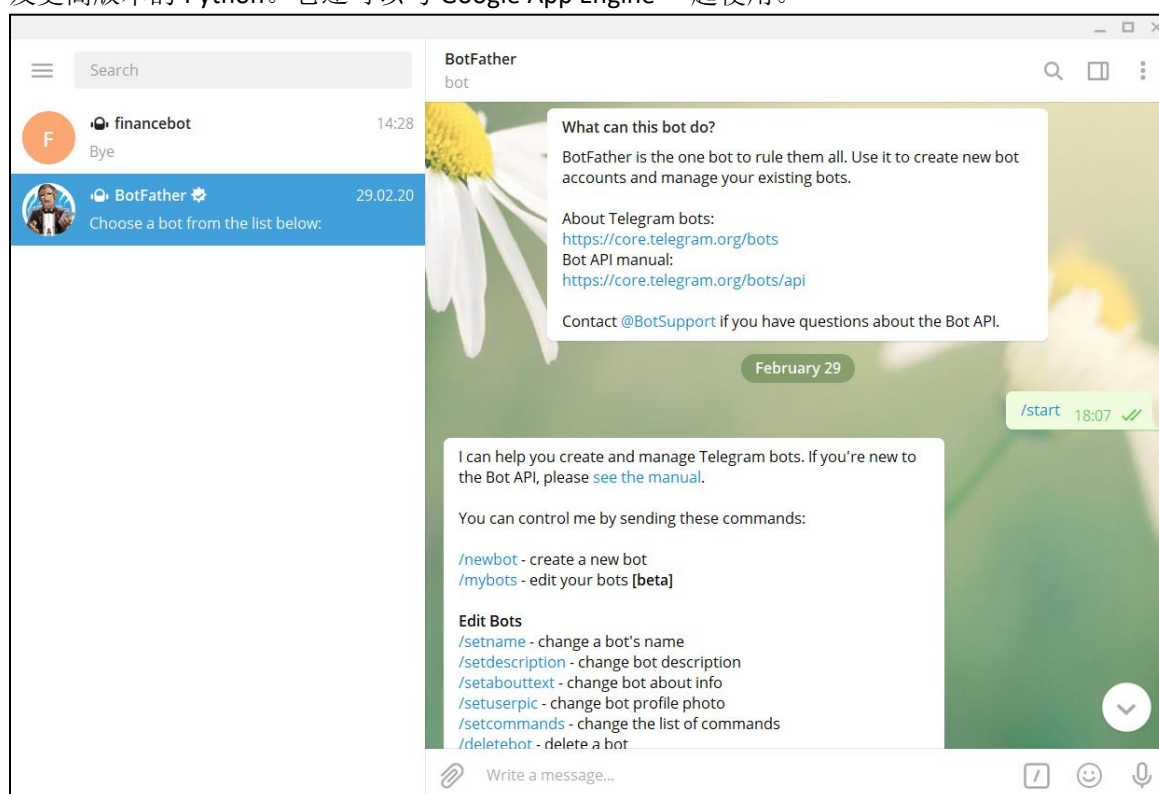 及更高版本的 Python。它还可以与 Google App Engine 一起使用。
Search
financebot 14:28
Bye
F
BotFather 29.02.20
Choose a bot from the list below:
BotFather
bot
What can this bot do?
BotFather is the one bot to rule them all. Use it to create new bot
accounts and manage your existing bots.
About Telegram bots:
https://core.telegram.org/bots
Bot API manual:
https://core.telegram.org/bots/api
Contact @BotSupport if you have questions about the Bot API.
February 29
/start 18:07
I can help you create and manage Telegram bots. If you're new to
the Bot API, please see the manual.
You can control me by sending these commands:
/newbot - create a new bot
/mybots - edit your bots [beta]
Edit Bots
/setname - change a bot's name
/setdescription - change bot description
/setabouttext - change bot about info
/setuserpic - change bot profile photo
/setcommands - change the list of commands
/deletebot - delete a bot
Write a message...